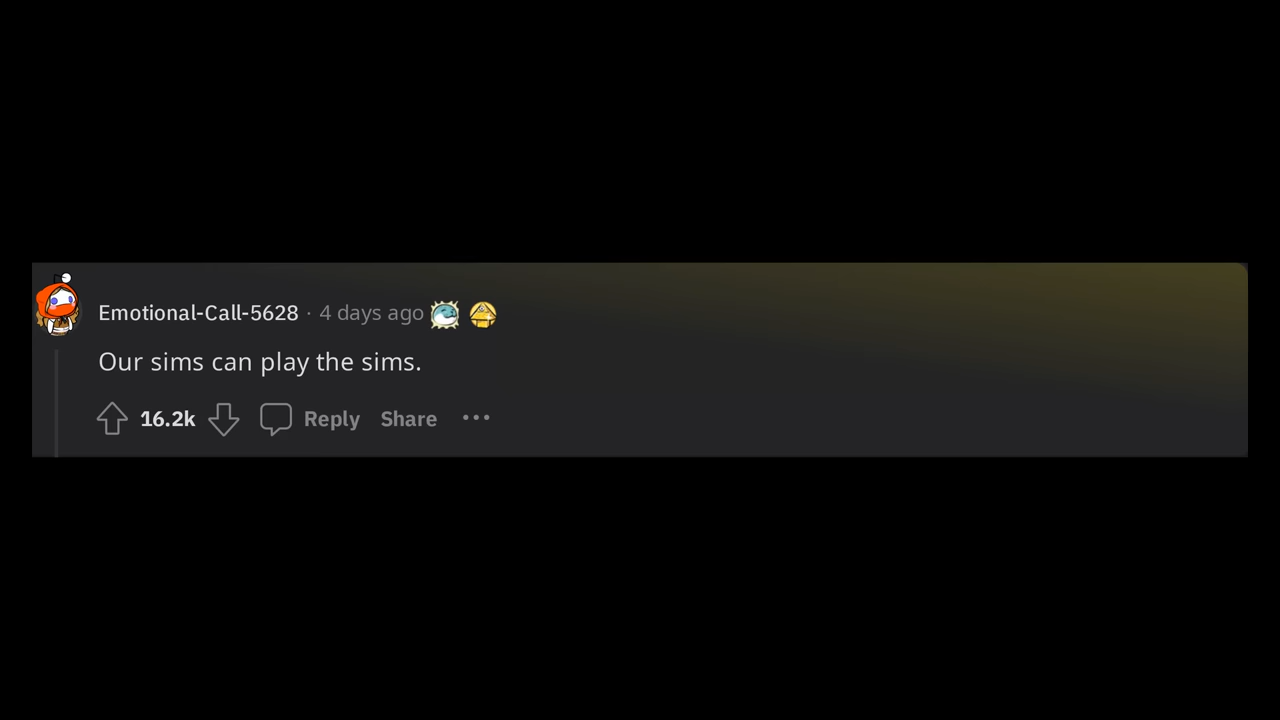 Emotional-Call-5628 · 4 days ago
Our sims can play the sims.
16.2k Reply Share ···